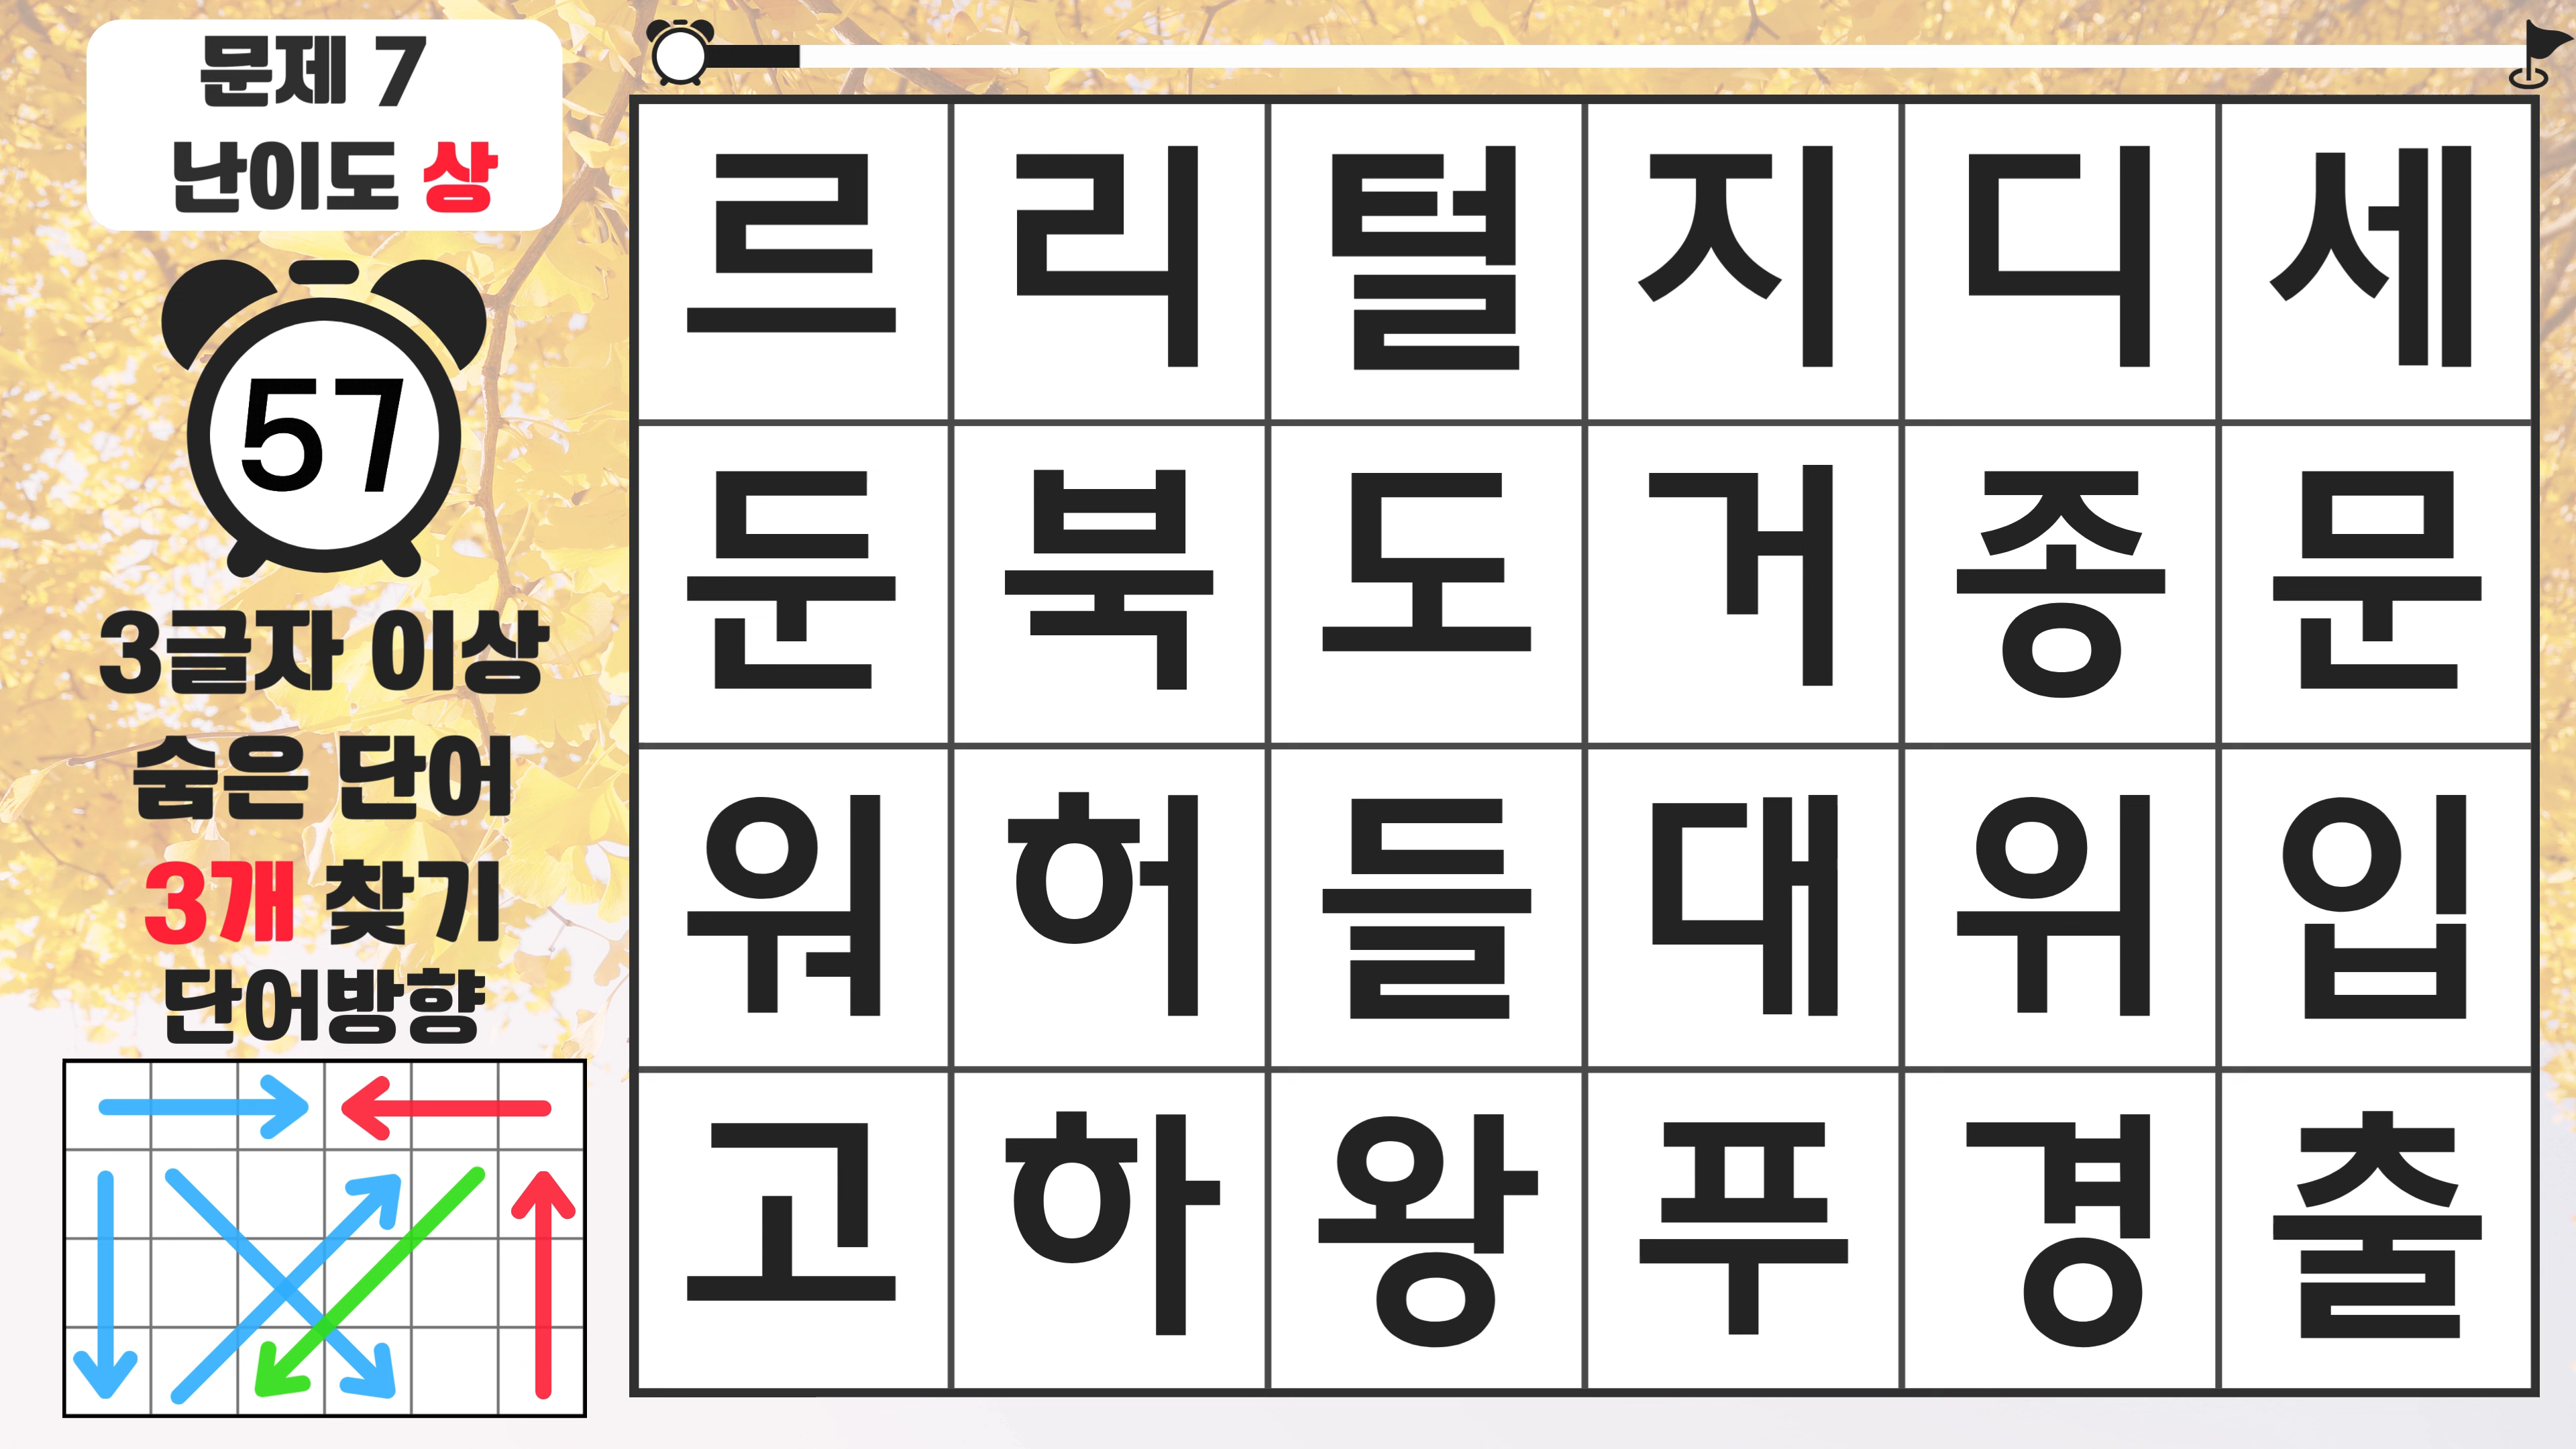 문제 7
난이도 상
57
3글자 이상
숨은 단어
3개 찾기
단어방향
르 리 털 지 디 세
둔 북 도 거 종 문
워 허 들 대 위 입
고 하 왕 푸 경 출